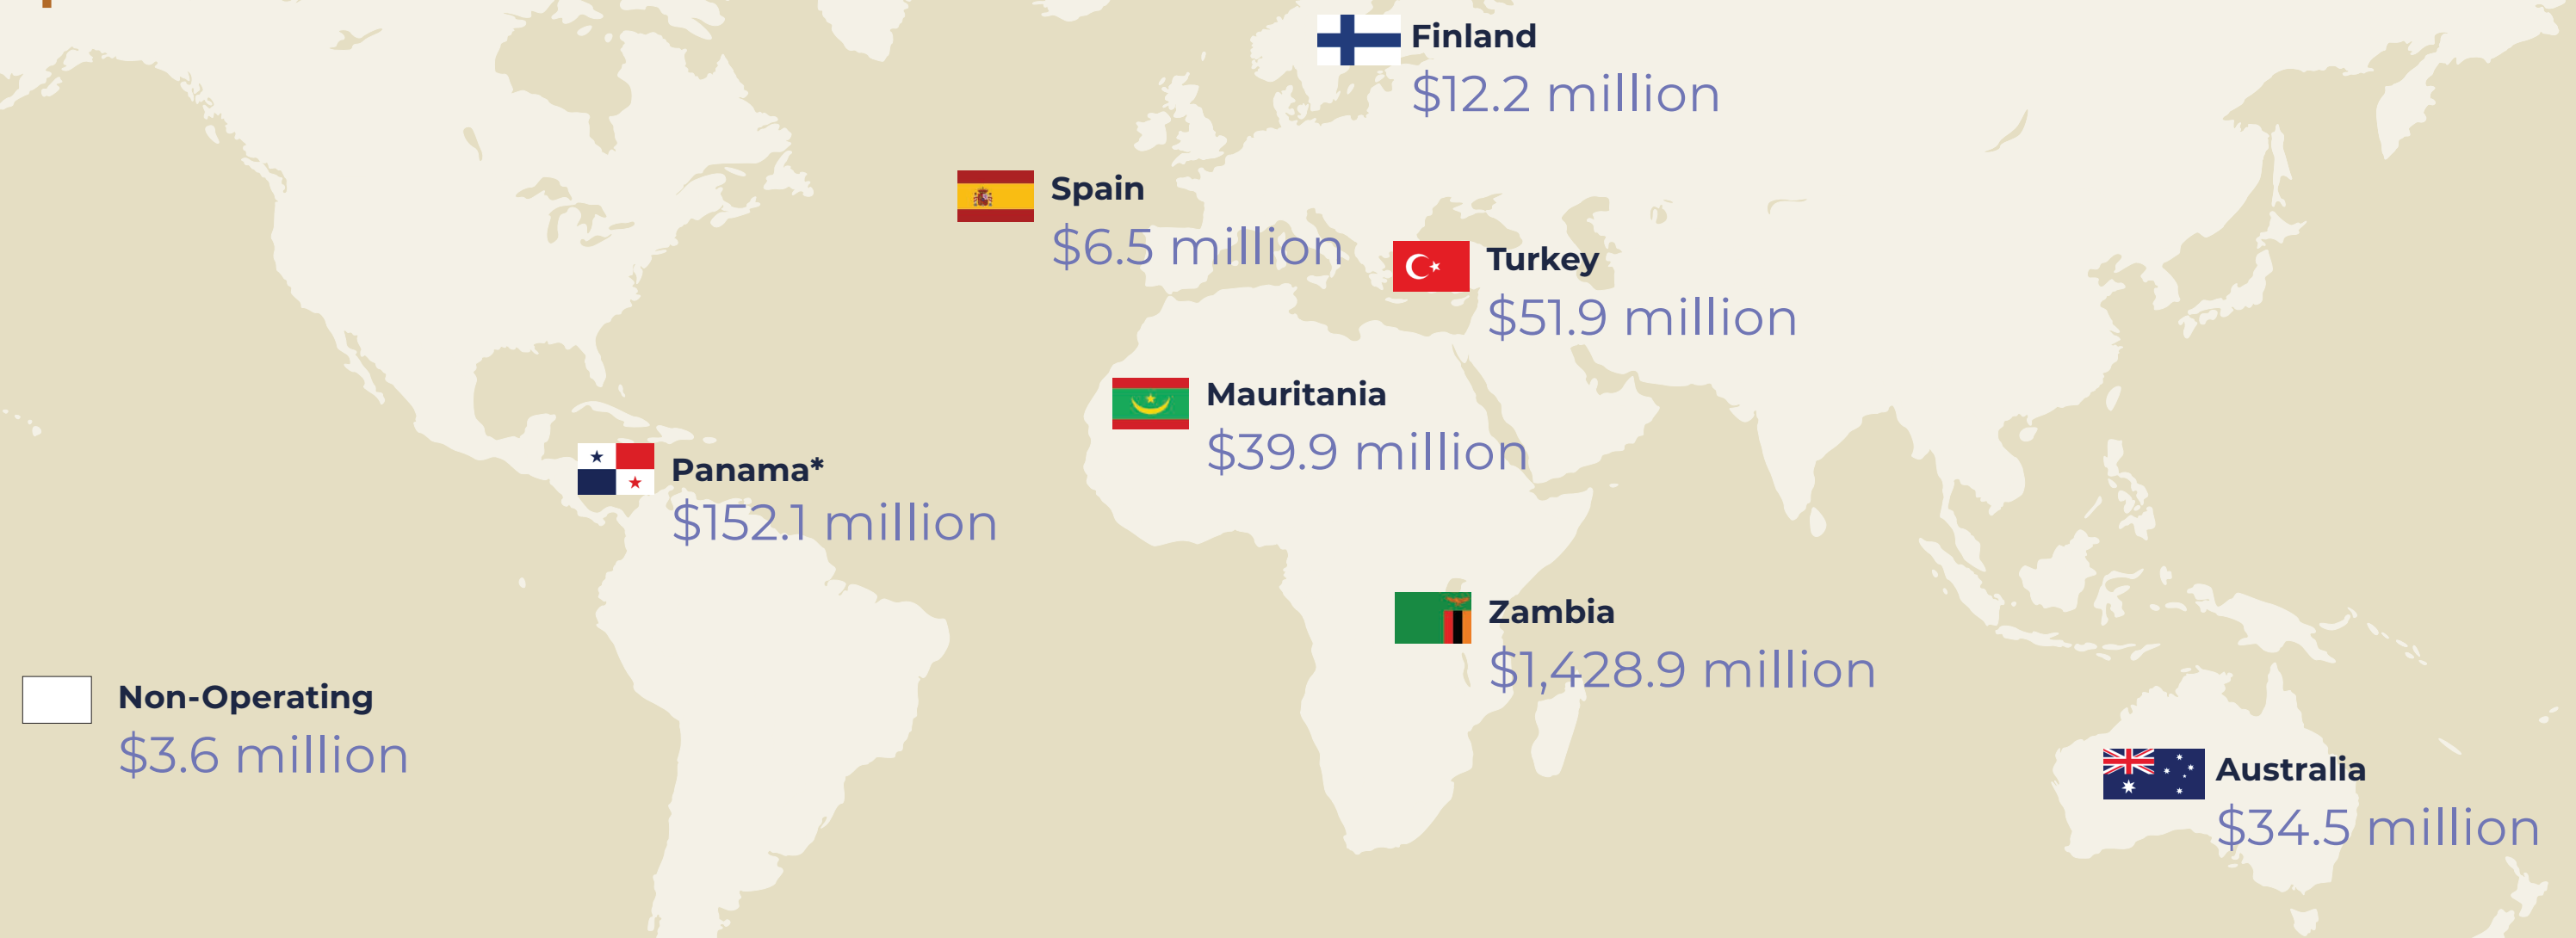 Finland
$12.2 million
Spain
$6.5 million
Turkey
$51.9 million
Mauritania
$39.9 million
Panama*
$152.1 million
Zambia
$1,428.9 million
Non-Operating
$3.6 million
Australia
$34.5 million